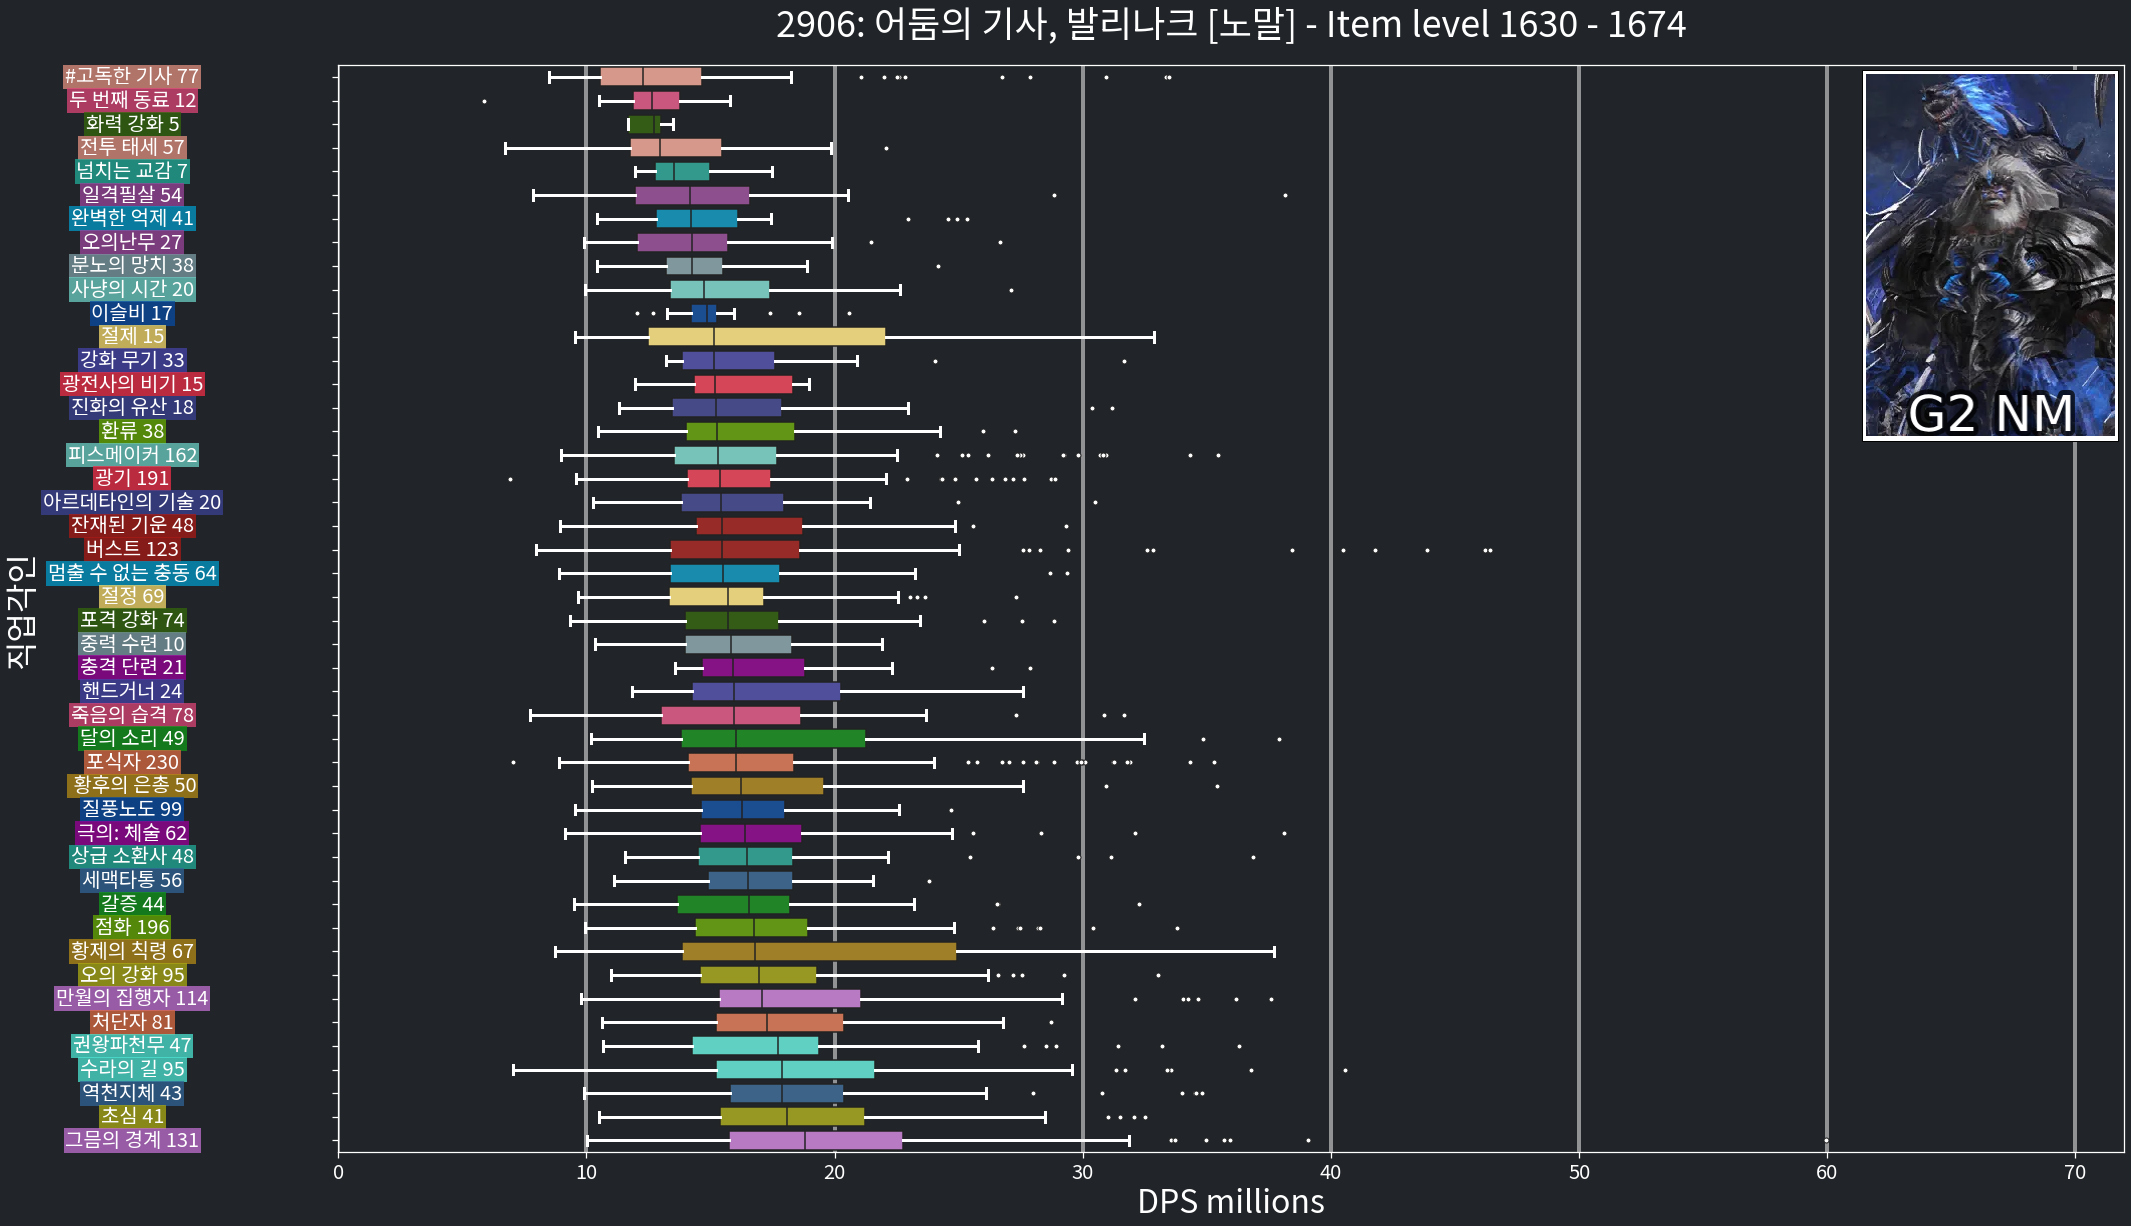 2906: 어둠의 기사, 발리나크 [노말] - Item level 1630 - 1674
#고독한 기사 77
두 번째 동료 12
화력 강화 5
전투 태세 57
넘치는 교감 7
일격필살 54
완벽한 억제 41
오의난무 27
분노의 망치 38
사냥의 시간 20
이슬비 17
절제 15
강화 무기 33
광전사의 비기 15
진화의 유산 18
환류 38
피스메이커 162
광기 191
아르데타인의 기술 20
잔재된 기운 48
버스트 123
멈출 수 없는 충동 64
절정 69
포격 강화 74
중력 수련 10
충격 단련 21
핸드거너 24
죽음의 습격 78
달의 소리 49
포식자 230
황후의 은총 50
질풍노도 99
극의: 체술 62
상급 소환사 48
세맥타통 56
갈증 44
점화 196
황제의 칙령 67
오의 강화 95
만월의 집행자 114
처단자 81
권왕파천무 47
수라의 길 95
역천지체 43
초심 41
그믐의 경계 131
직업각인
G2 NM
0 10 20 30 40 50 60 70
DPS millions